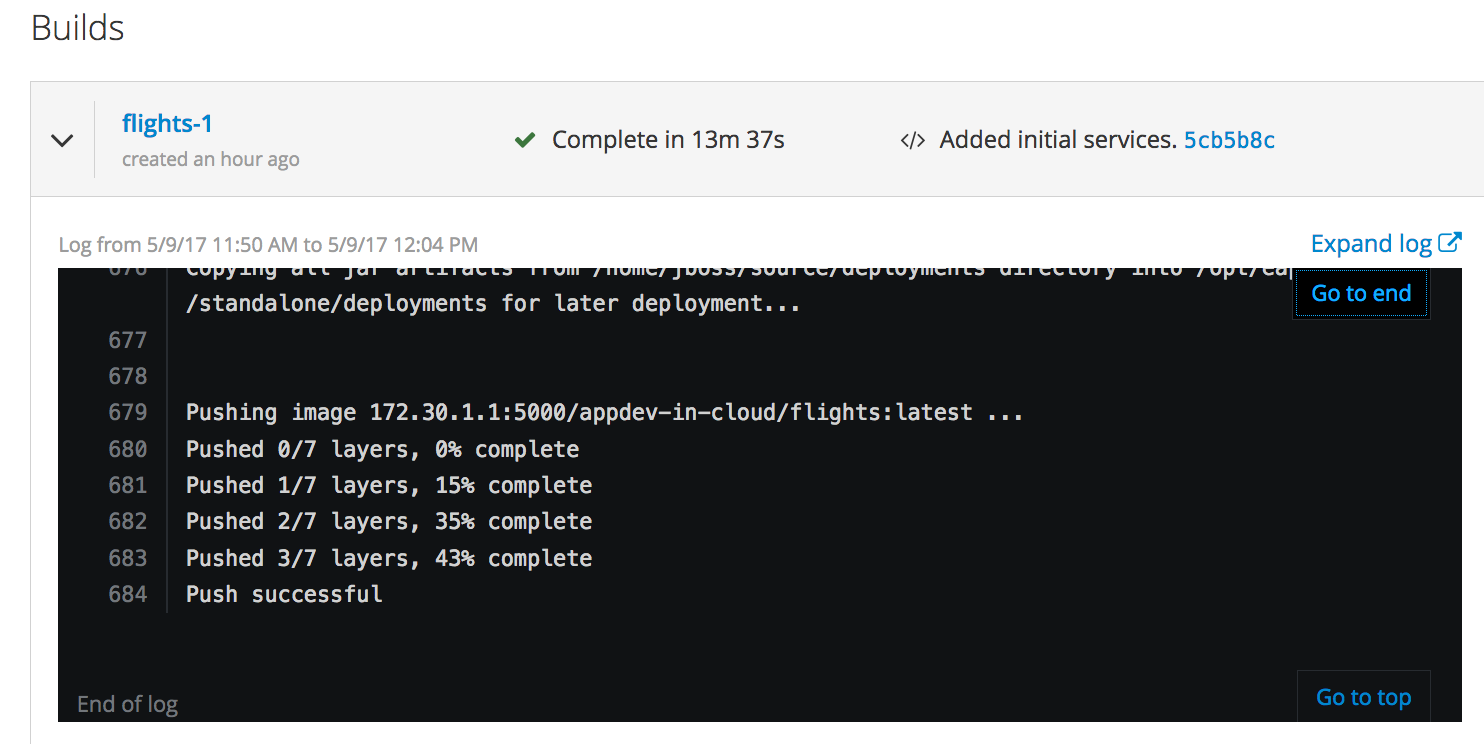 Builds
flights-1
created an hour ago
Complete in 13m 37s
</> Added initial services. 5cb5b8c
Log from 5/9/17 11:50 AM to 5/9/17 12:04 PM
Expand log
676 Copying all jar artifacts from /home/jboss/source/deployments directory into /opt/eap
/standalone/deployments for later deployment...
Go to end
677
678
679 Pushing image 172.30.1.1:5000/appdev-in-cloud/flights:latest ...
680 Pushed 0/7 layers, 0% complete
681 Pushed 1/7 layers, 15% complete
682 Pushed 2/7 layers, 35% complete
683 Pushed 3/7 layers, 43% complete
684 Push successful
End of log
Go to top